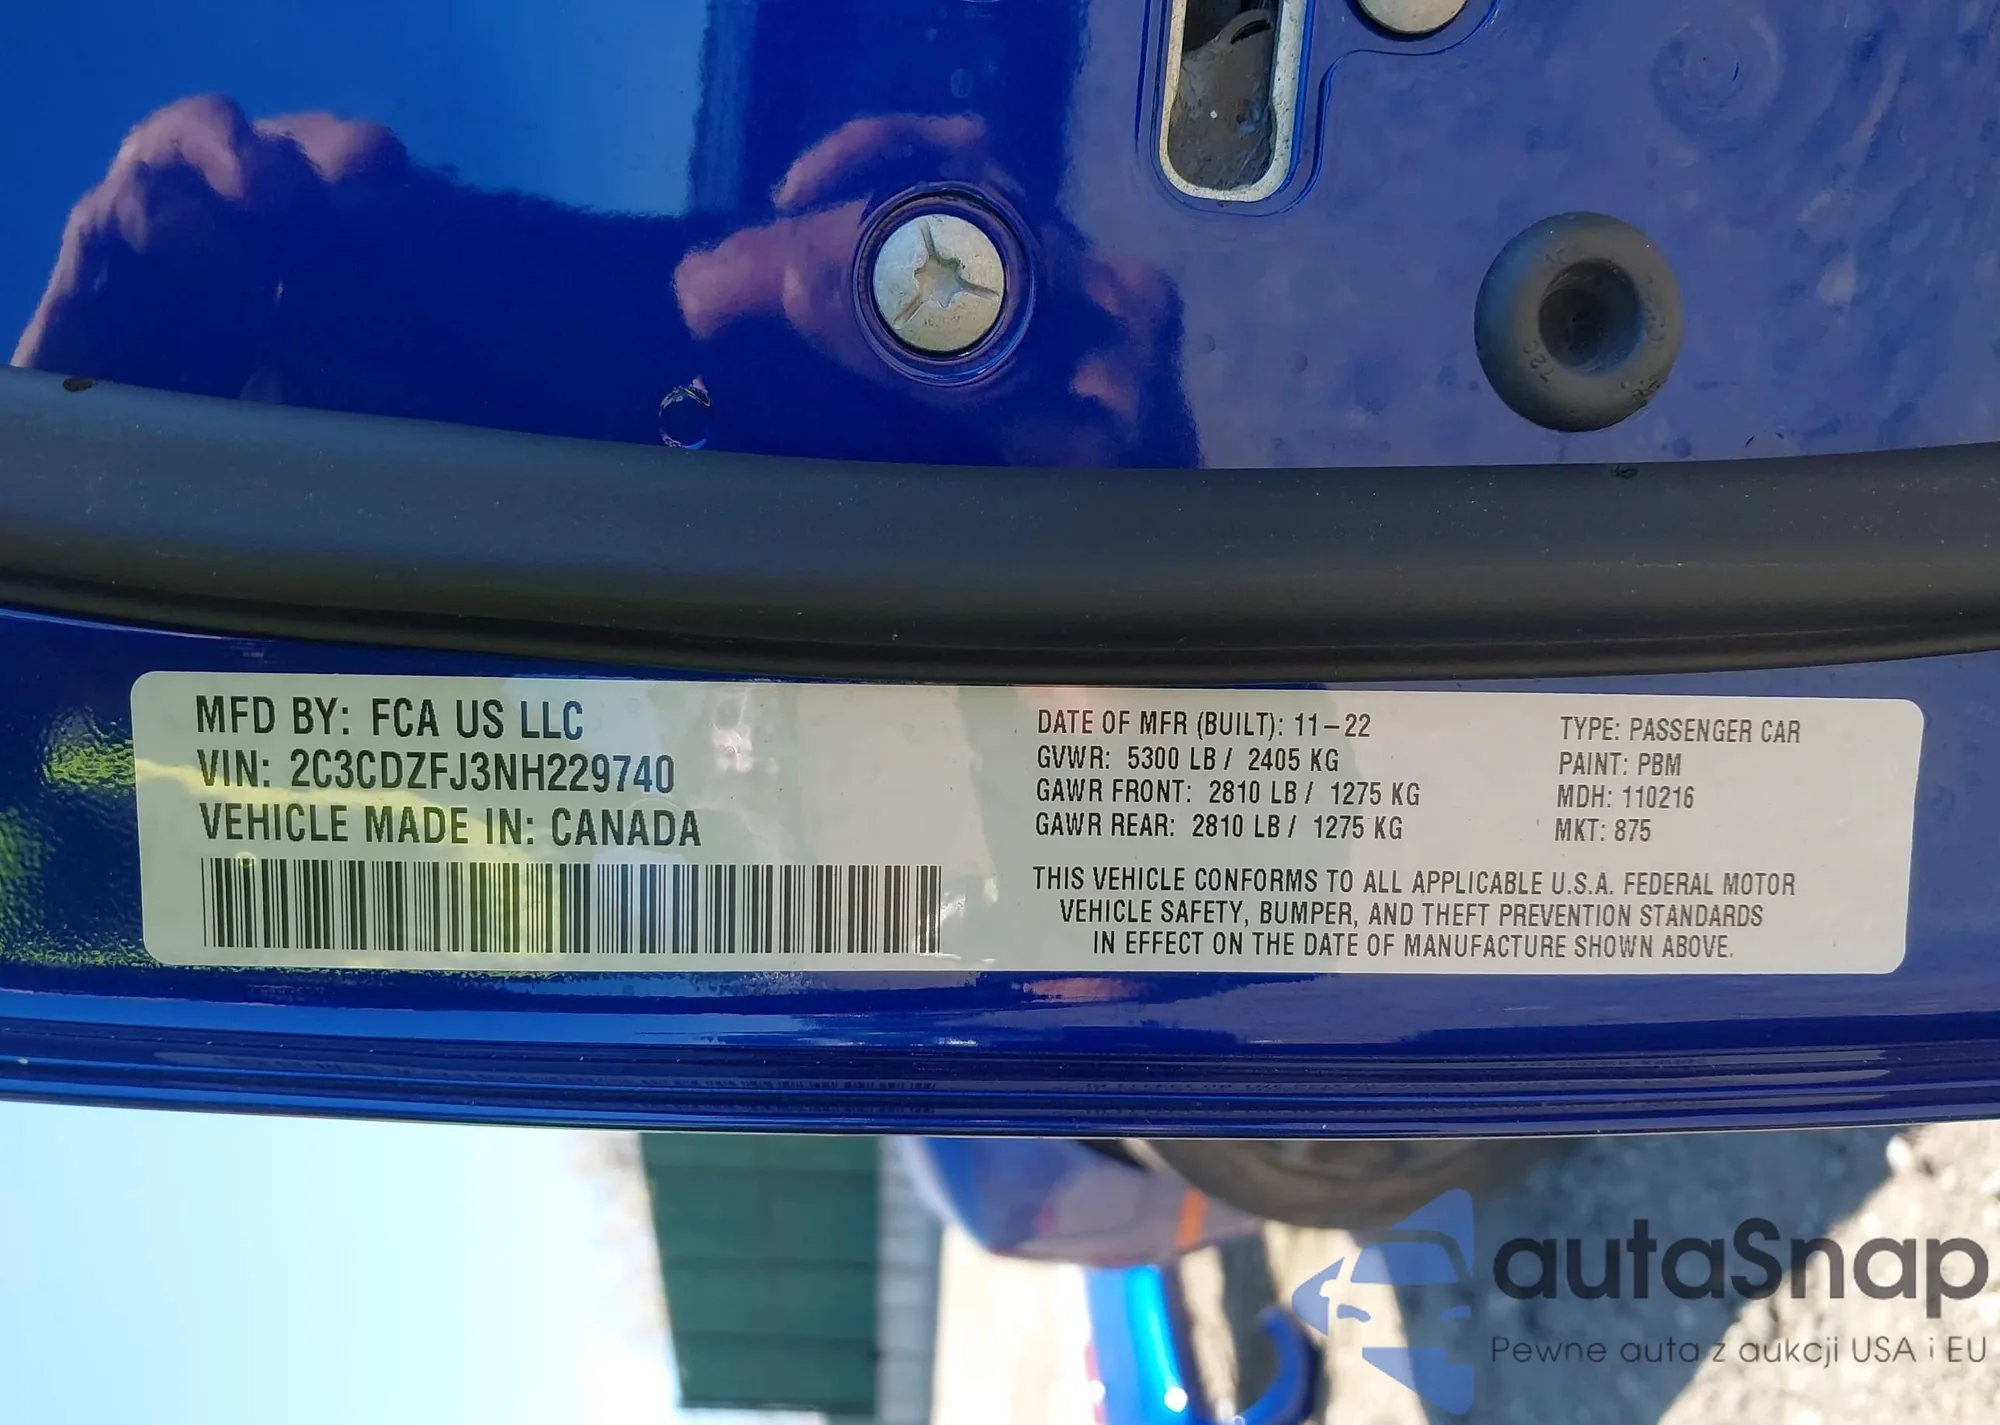 MFD BY: FCA US LLC
VIN: 2C3CDZFJ3NH229740
VEHICLE MADE IN: CANADA
DATE OF MFR (BUILT): 11-22
GVWR: 5300 LB / 2405 KG
GAWR FRONT: 2810 LB / 1275 KG
GAWR REAR: 2810 LB / 1275 KG
TYPE: PASSENGER CAR
PAINT: PBM
MDH: 110216
MKT: 875
THIS VEHICLE CONFORMS TO ALL APPLICABLE U.S.A. FEDERAL MOTOR
VEHICLE SAFETY, BUMPER, AND THEFT PREVENTION STANDARDS
IN EFFECT ON THE DATE OF MANUFACTURE SHOWN ABOVE.
autaSnap
Pewne auta z aukcji USA i EU